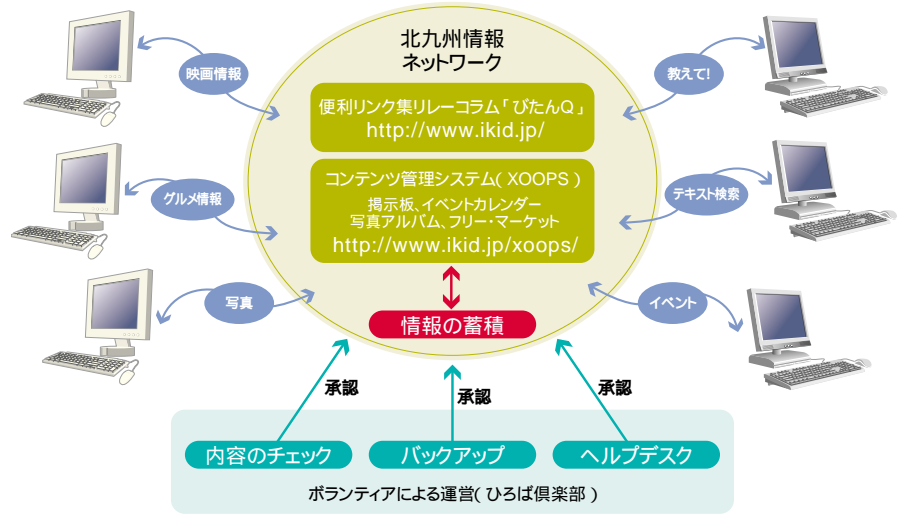 北九州情報
ネットワーク
映画情報
教えて!
便利リンク集リレーコラム「びたんQ」
http://www.ikid.jp/
グルメ情報
テキスト検索
コンテンツ管理システム(XOOPS)
掲示板、イベントカレンダー
写真アルバム、フリー・マーケット
http://www.ikid.jp/xoops/
写真
イベント
情報の蓄積
承認
承認
承認
内容のチェック
バックアップ
ヘルプデスク
ボランティアによる運営(ひろば倶楽部)